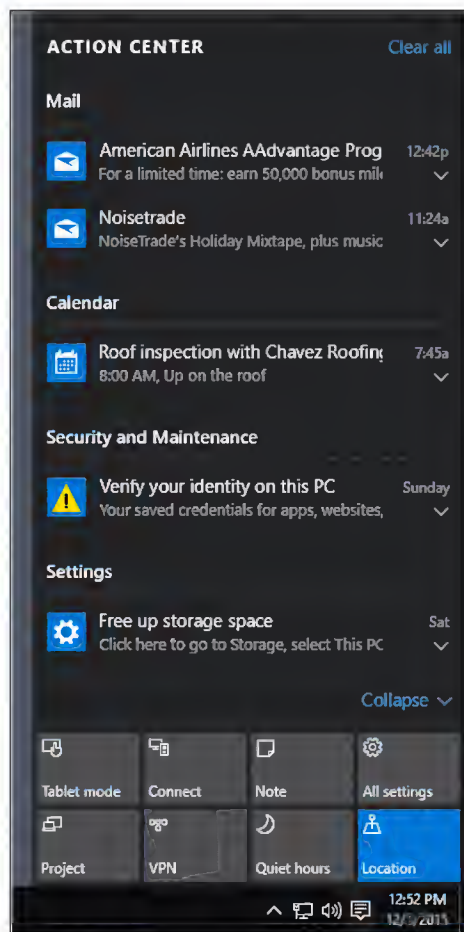 ACTION CENTER Clear all
Mail
American Airlines AAdvantage Prog 12:42p
For a limited time: earn 50,000 bonus mile
Noisetrade 11:24a
NoiseTrade's Holiday Mixtape, plus music
Calendar
Roof inspection with Chavez Roofing 7:45a
8:00 AM, Up on the roof
Security and Maintenance
Verify your identity on this PC Sunday
Your saved credentials for apps, websites,
Settings
Free up storage space Sat
Click here to go to Storage, select This PC
Collapse
Tablet mode Connect Note All settings
Project VPN Quiet hours Location
12:52 PM